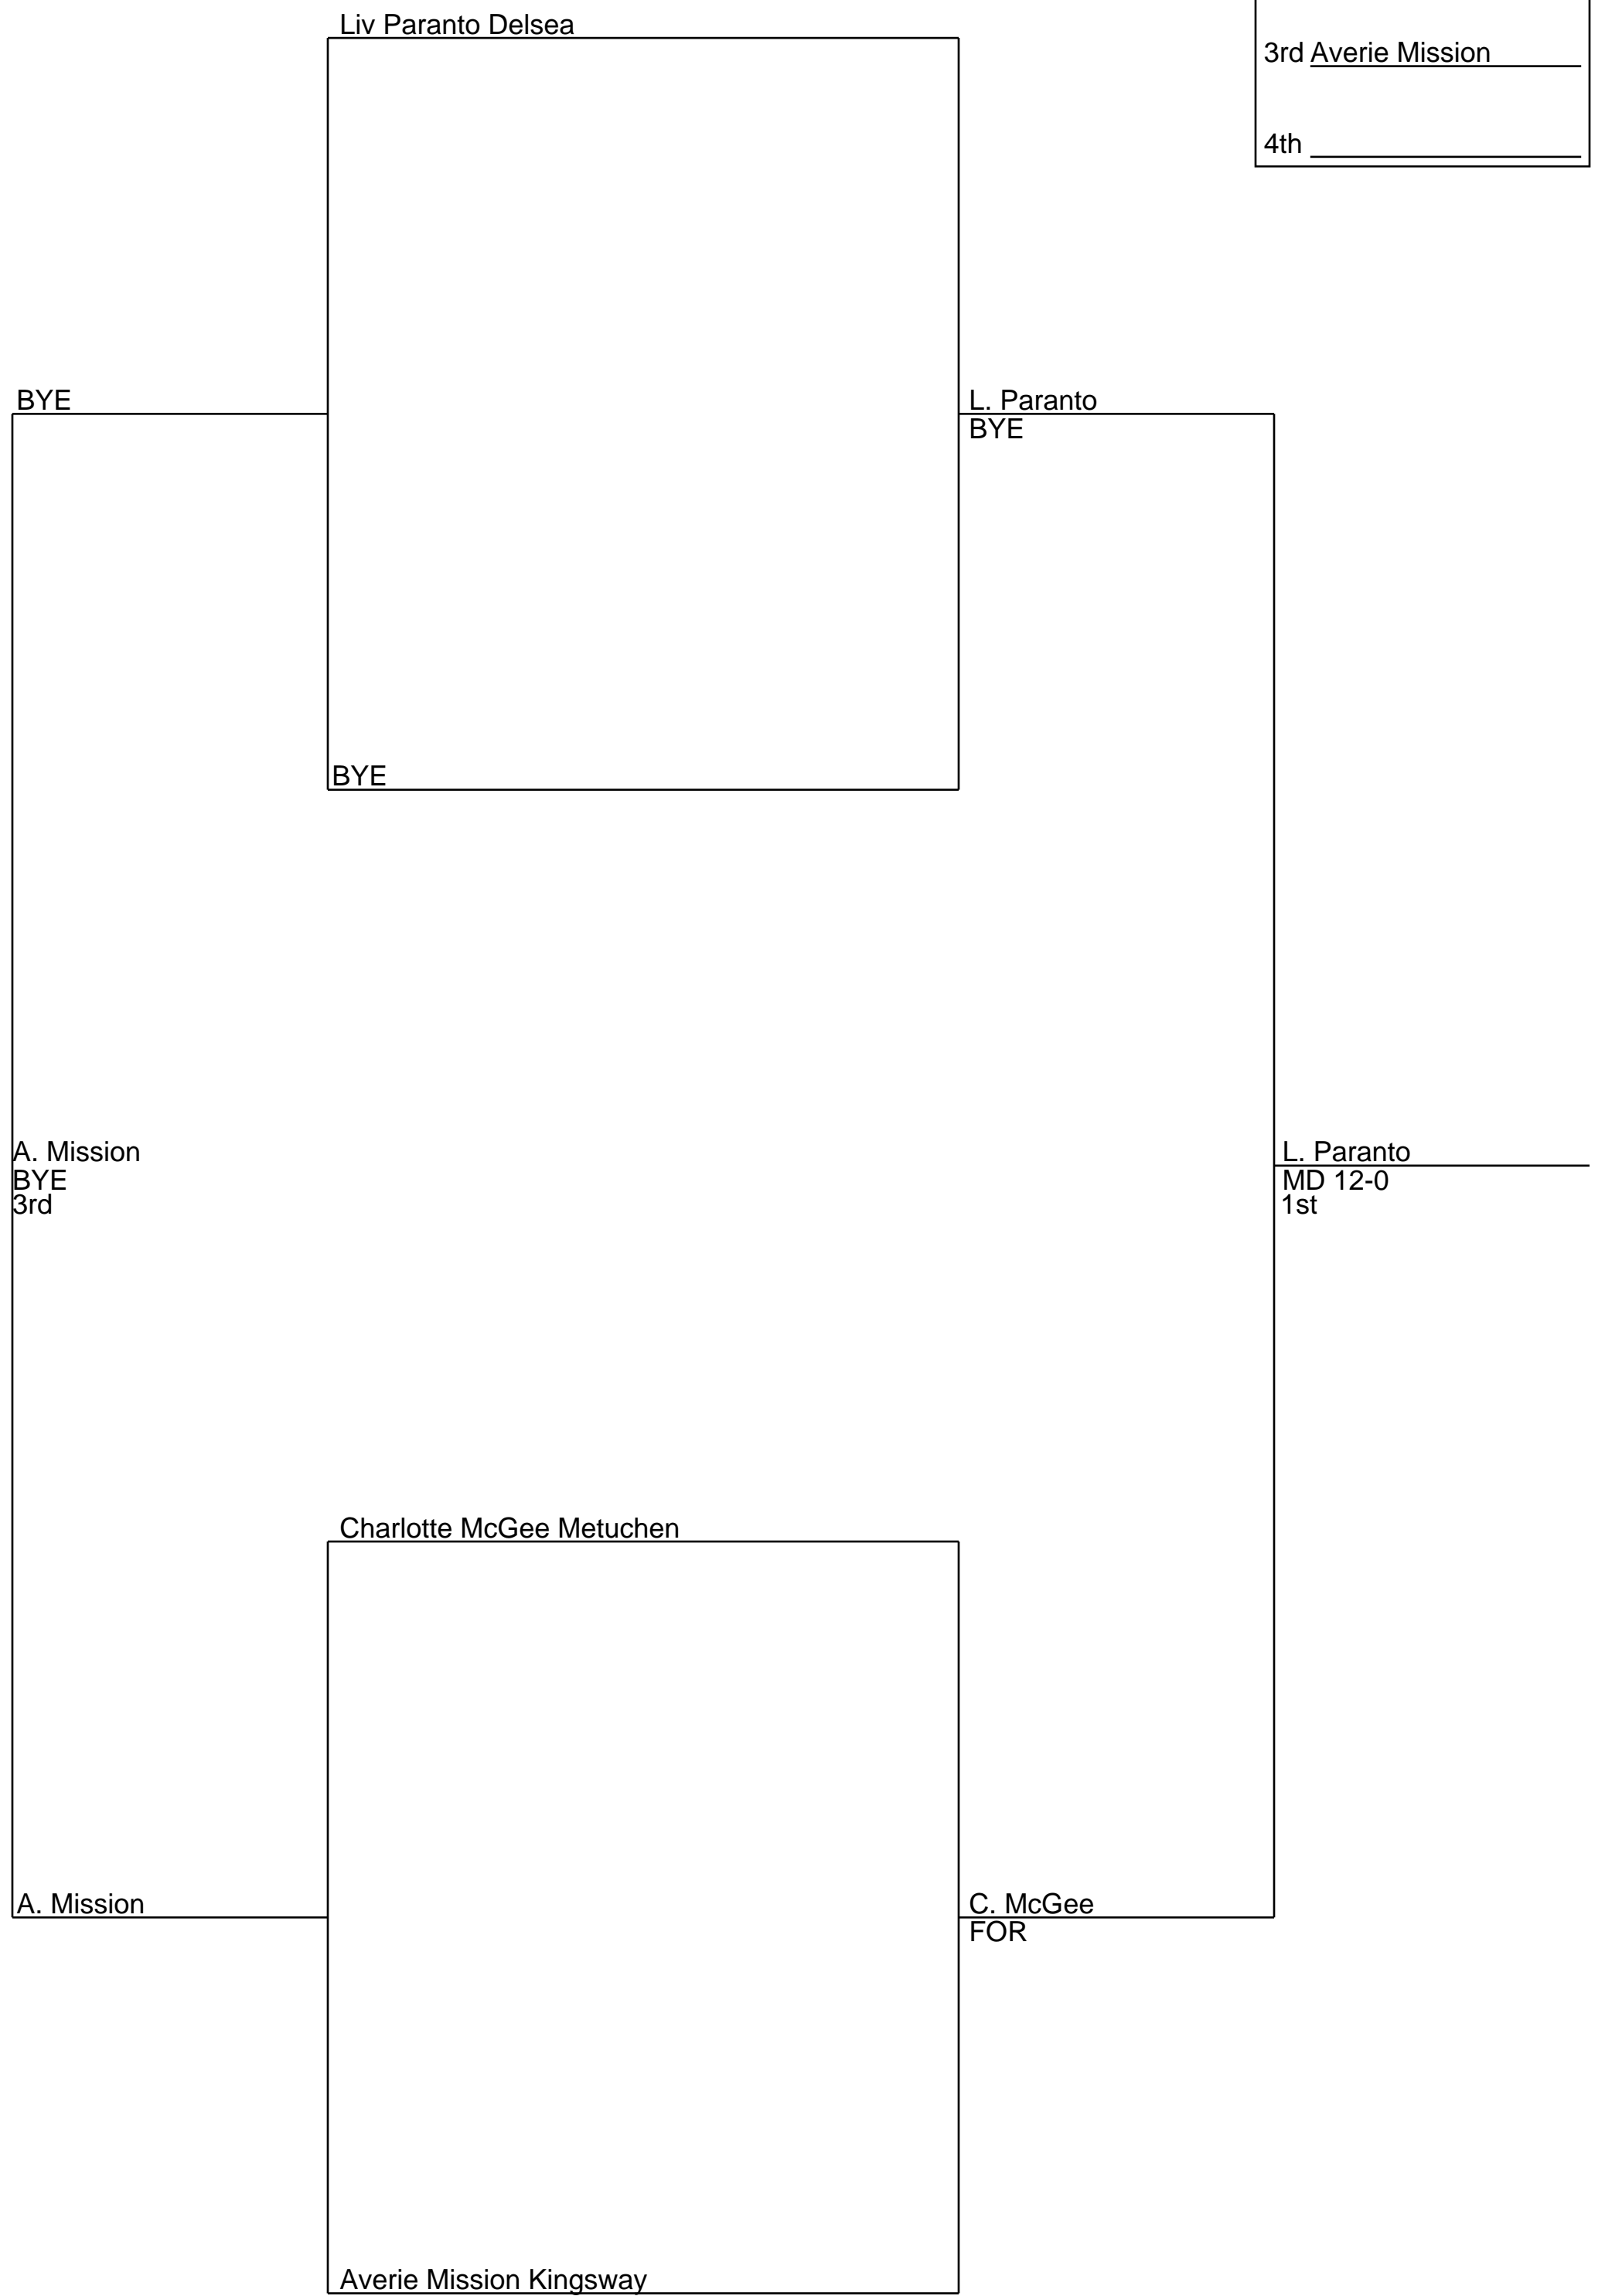 Liv Paranto Delsea
3rd Averie Mission
4th
BYE
L. Paranto
BYE
BYE
A. Mission
BYE
3rd
L. Paranto
MD 12-0
1st
Charlotte McGee Metuchen
A. Mission
C. McGee
FOR
Averie Mission Kingsway